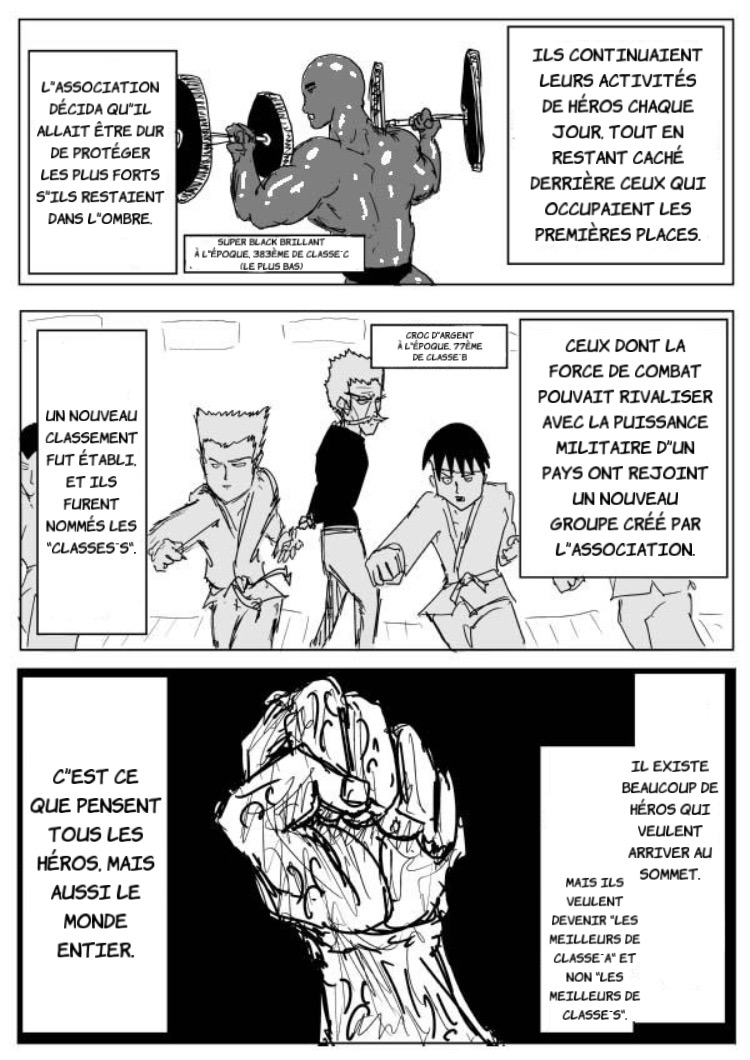 ILS CONTINUAIENT
LEURS ACTIVITÉS
DE HÉROS CHAQUE
JOUR, TOUT EN
RESTANT CACHÉ
DERRIÈRE CEUX QUI
OCCUPAIENT LES
PREMIÈRES PLACES.
L"ASSOCIATION
DÉCIDA QU"IL
ALLAIT ÊTRE DUR
DE PROTÉGER
LES PLUS FORTS
S"ILS RESTAIENT
DANS L"OMBRE.
SUPER BLACK BRILLANT
À L"ÉPOQUE, 383ÈME DE CLASSE-C
(LE PLUS BAS)
CEUX DONT LA
FORCE DE COMBAT
POUVAIT RIVALISER
AVEC LA PUISSANCE
MILITAIRE D"UN
PAYS ONT REJOINT
UN NOUVEAU
GROUPE CRÉÉ PAR
L"ASSOCIATION.
CROC D"ARGENT
À L"ÉPOQUE, 77ÈME
DE CLASSE-B
UN NOUVEAU
CLASSEMENT
FUT ÉTABLI,
ET ILS
FURENT
NOMMÉS LES
"CLASSES-S".
IL EXISTE
BEAUCOUP DE
HÉROS QUI
VEULENT
ARRIVER AU
SOMMET.
MAIS ILS
VEULENT
DEVENIR "LES
MEILLEURS DE
CLASSE-A" ET
NON "LES
MEILLEURS DE
CLASSE-S".
C"EST CE
QUE PENSENT
TOUS LES
HÉROS, MAIS
AUSSI LE
MONDE
ENTIER.